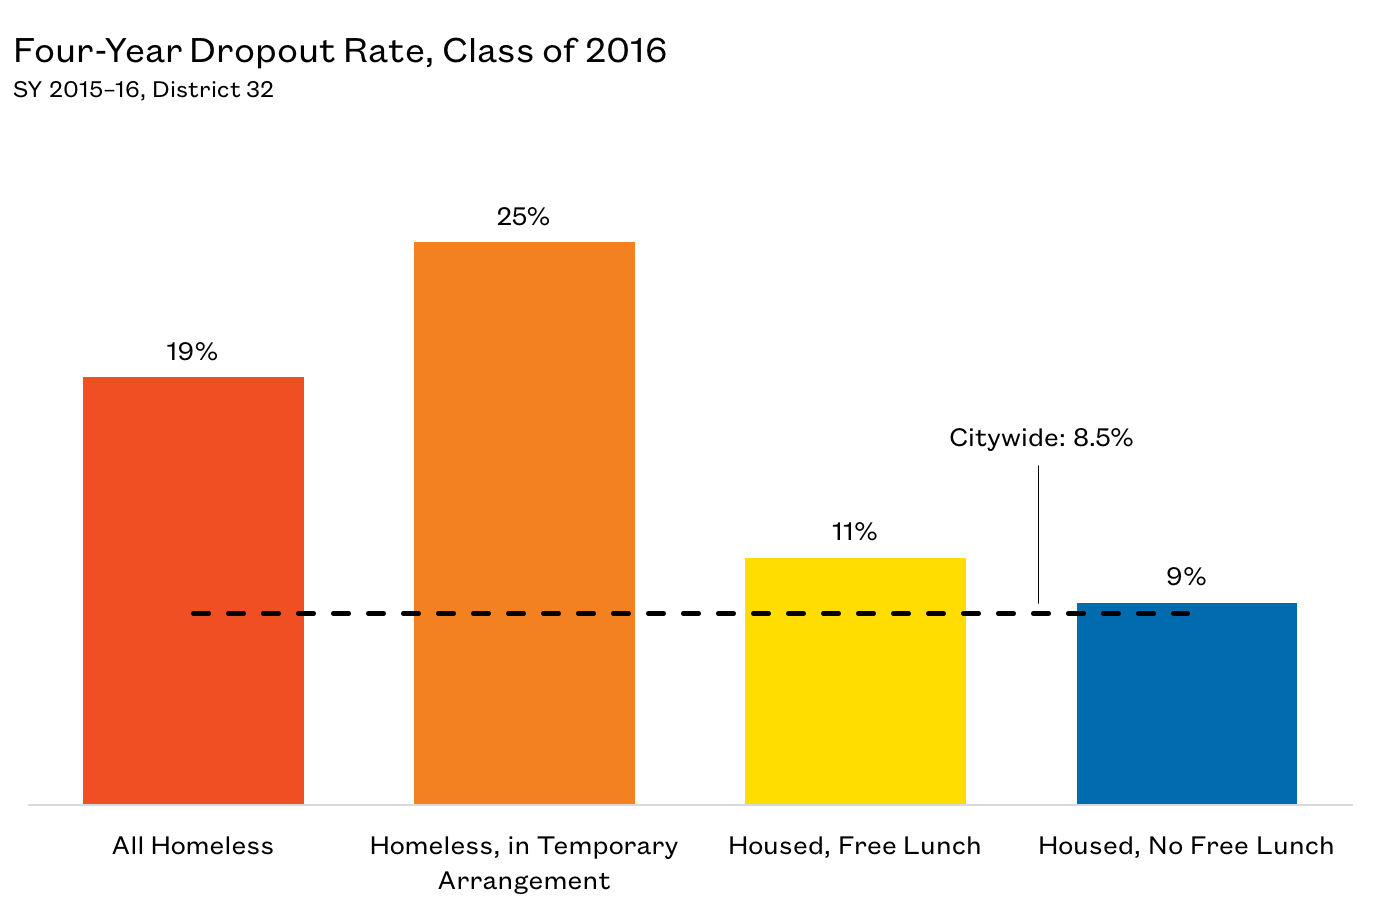 Four-Year Dropout Rate, Class of 2016
SY 2015–16, District 32
25%
19%
Citywide: 8.5%
11%
9%
All Homeless
Homeless, in Temporary
Arrangement
Housed, Free Lunch
Housed, No Free Lunch